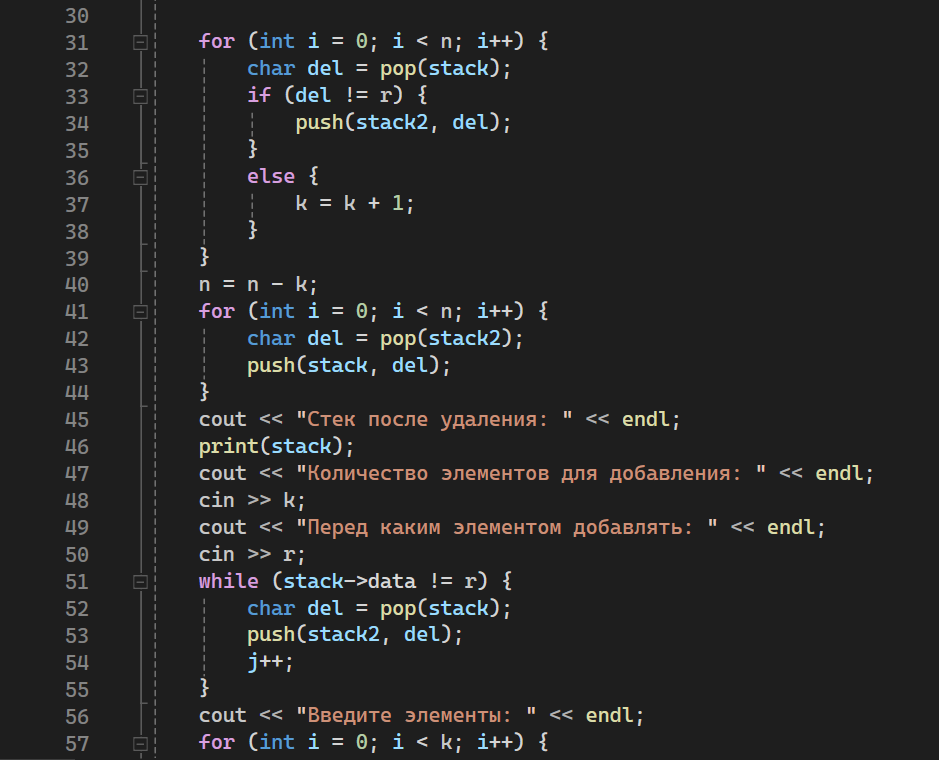 30
31 for (int i = 0; i < n; i++) {
32 char del = pop(stack);
33 if (del != r) {
34 push(stack2, del);
35 }
36 else {
37 k = k + 1;
38 }
39 }
40 n = n - k;
41 for (int i = 0; i < n; i++) {
42 char del = pop(stack2);
43 push(stack, del);
44 }
45 cout << "Стек после удаления: " << endl;
46 print(stack);
47 cout << "Количество элементов для добавления: " << endl;
48 cin >> k;
49 cout << "Перед каким элементом добавлять: " << endl;
50 cin >> r;
51 while (stack->data != r) {
52 char del = pop(stack);
53 push(stack2, del);
54 j++;
55 }
56 cout << "Введите элементы: " << endl;
57 for (int i = 0; i < k; i++) {